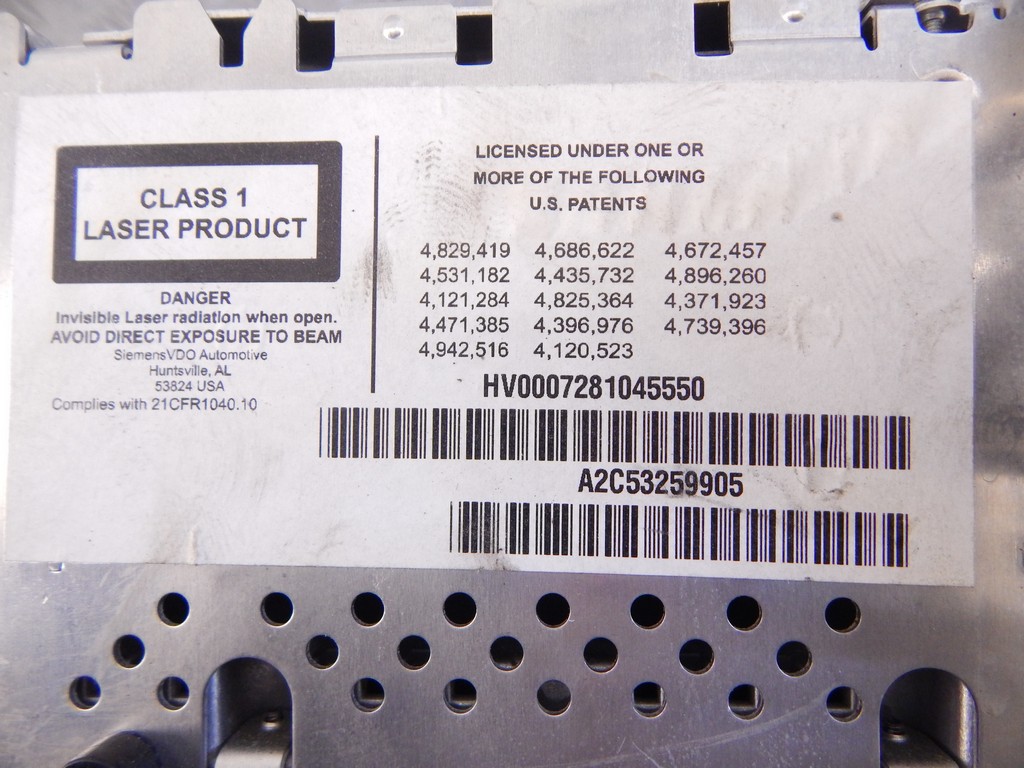 CLASS 1
LASER PRODUCT
DANGER
Invisible Laser radiation when open.
AVOID DIRECT EXPOSURE TO BEAM
SiemensVDO Automotive
Huntsville, AL
53824 USA
Complies with 21CFR1040.10
LICENSED UNDER ONE OR
MORE OF THE FOLLOWING
U.S. PATENTS
4,829,419 4,686,622 4,672,457
4,531,182 4,435,732 4,896,260
4,121,284 4,825,364 4,371,923
4,471,385 4,396,976 4,739,396
4,942,516 4,120,523
HV0007281045550
A2C53259905